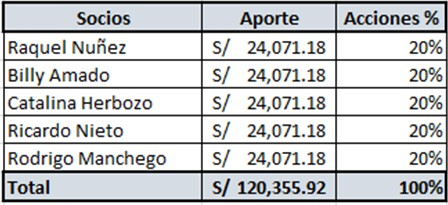 Socios Aporte Acciones %
Raquel Nuñez S/ 24,071.18 20%
Billy Amado S/ 24,071.18 20%
Catalina Herbozo S/ 24,071.18 20%
Ricardo Nieto S/ 24,071.18 20%
Rodrigo Manchego S/ 24,071.18 20%
Total S/ 120,355.92 100%